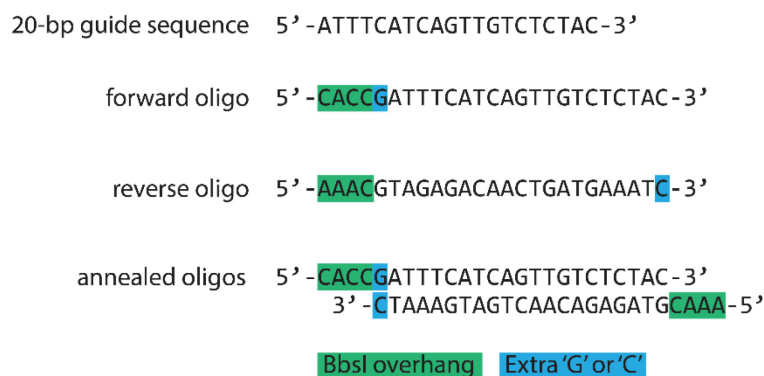 20-bp guide sequence 5’-ATTTCATCAGTTGTCTCTAC-3’
forward oligo 5’-CACCGATTTCATCAGTTGTCTCTAC-3’
reverse oligo 5’-AAACGTAGAGACAACTGATGAAATC-3’
annealed oligos 5’-CACCGATTTCATCAGTTGTCTCTAC-3’
3’-CTAAAGTAGTCAACAGAGATGCAAA-5’
BbsI overhang Extra ‘G’ or ‘C’